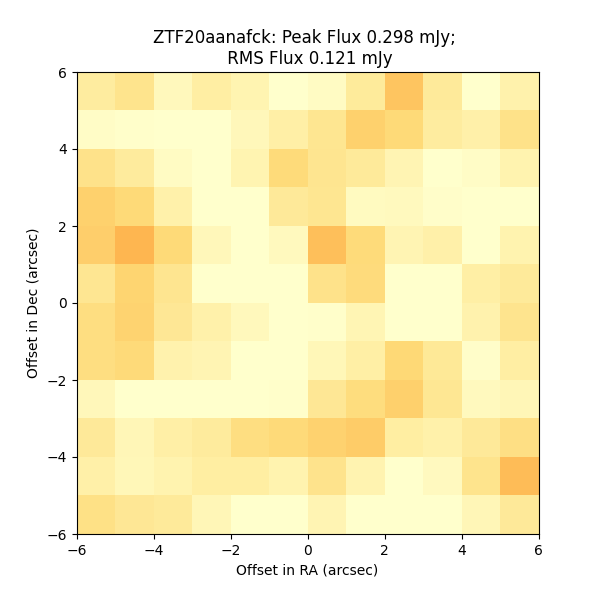 ZTF20aanafck: Peak Flux 0.298 mJy;
RMS Flux 0.121 mJy
6
4
2
0
−2
−4
−6
Offset in Dec (arcsec)
−6 −4 −2 0 2 4 6
Offset in RA (arcsec)